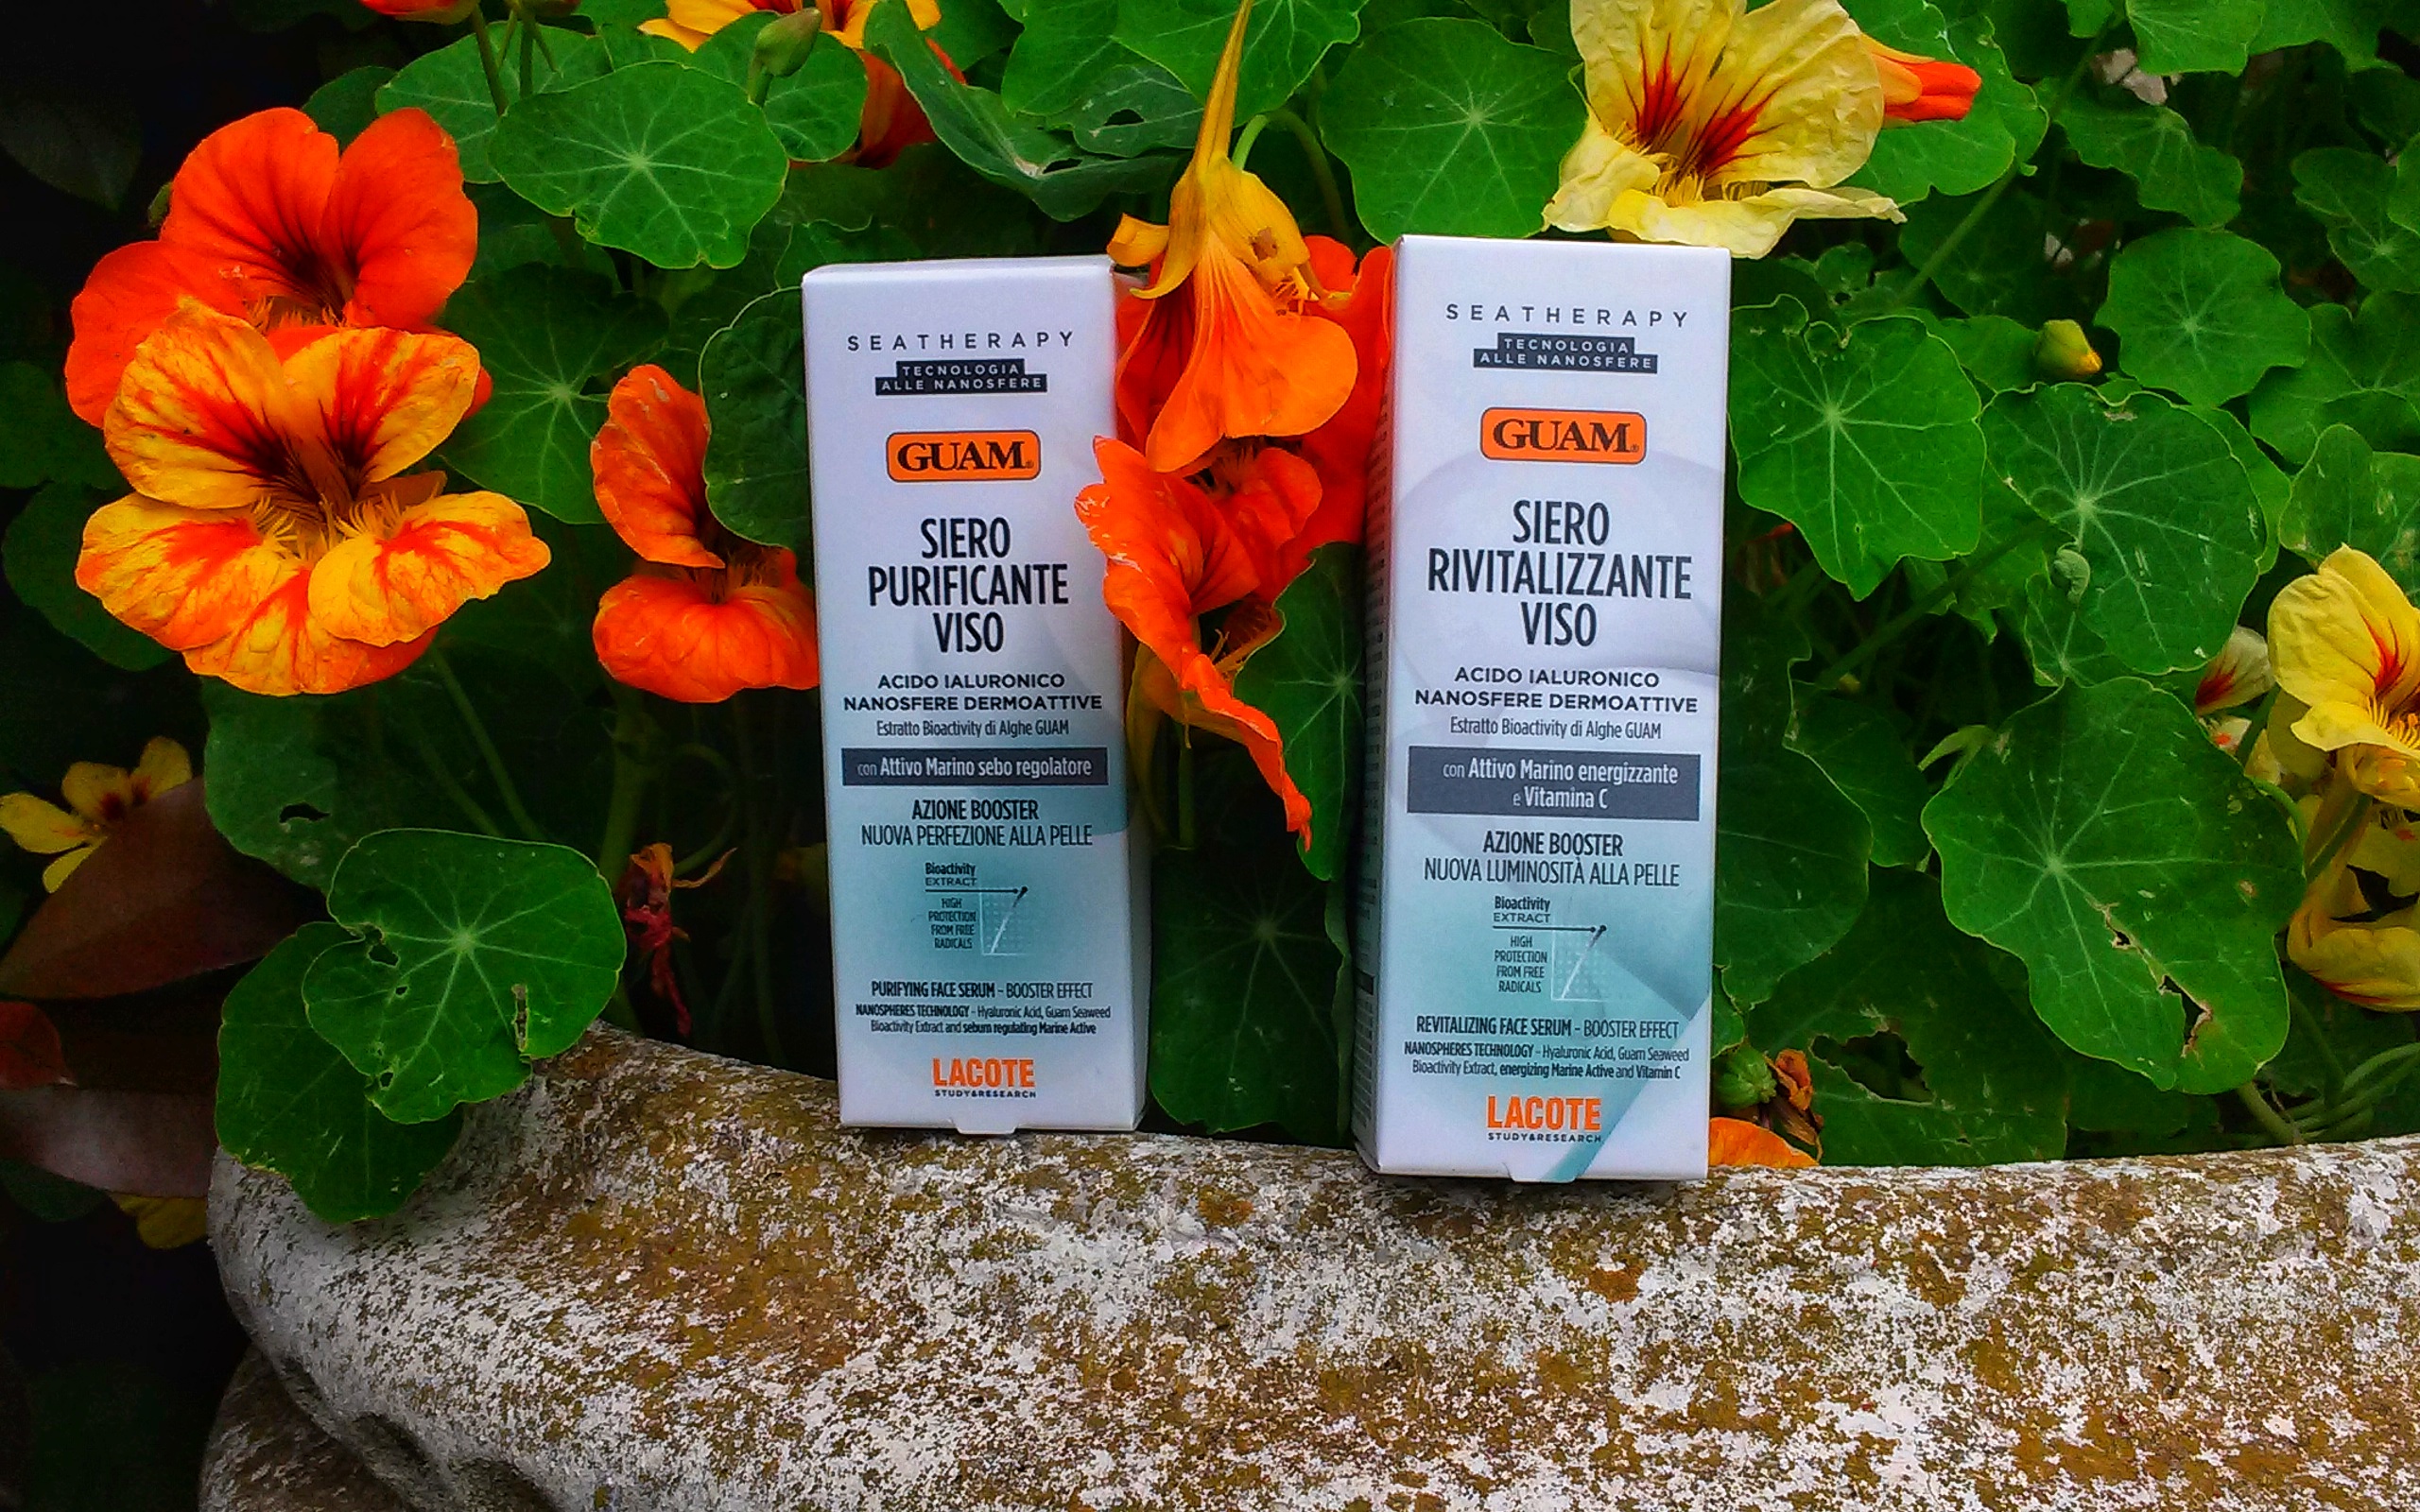 SEATHERAPY
TECNOLOGIA
ALLE NANOSFERE
GUAM®
SIERO
PURIFICANTE
VISO
ACIDO IALURONICO
NANOSFERE DERMOATTIVE
Estratto Bioactivity di Alghe GUAM
con Attivo Marino sebo regolatore
AZIONE BOOSTER
NUOVA PERFEZIONE ALLA PELLE
Bioactivity
EXTRACT
HIGH
PROTECTION
FROM FREE
RADICALS
PURIFYING FACE SERUM - BOOSTER EFFECT
NANOSPHERES TECHNOLOGY - Hyaluronic Acid, Guam Seaweed
Bioactivity Extract and sebum regulating Marine Active
LACOTE
STUDY&RESEARCH
SEATHERAPY
TECNOLOGIA
ALLE NANOSFERE
GUAM®
SIERO
RIVITALIZZANTE
VISO
ACIDO IALURONICO
NANOSFERE DERMOATTIVE
Estratto Bioactivity di Alghe GUAM
con Attivo Marino energizzante
e Vitamina C
AZIONE BOOSTER
NUOVA LUMINOSITÀ ALLA PELLE
Bioactivity
EXTRACT
HIGH
PROTECTION
FROM FREE
RADICALS
REVITALIZING FACE SERUM - BOOSTER EFFECT
NANOSPHERES TECHNOLOGY - Hyaluronic Acid, Guam Seaweed
Bioactivity Extract, energizing Marine Active and Vitamin C
LACOTE
STUDY&RESEARCH